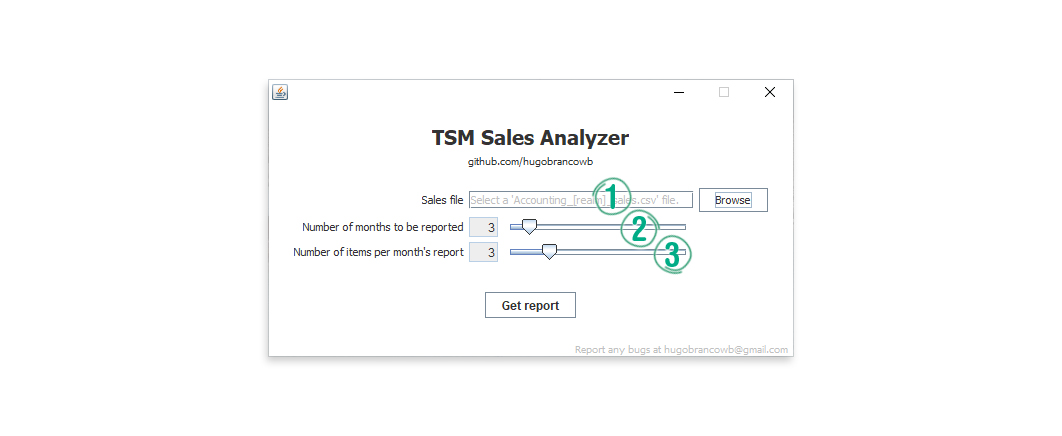 TSM Sales Analyzer
github.com/hugobrancowb
Sales file Select a 'Accounting_[realm]_sales.csv' file. 1 Browse
Number of months to be reported 3 2
Number of items per month's report 3 3
Get report
Report any bugs at hugobrancowb@gmail.com